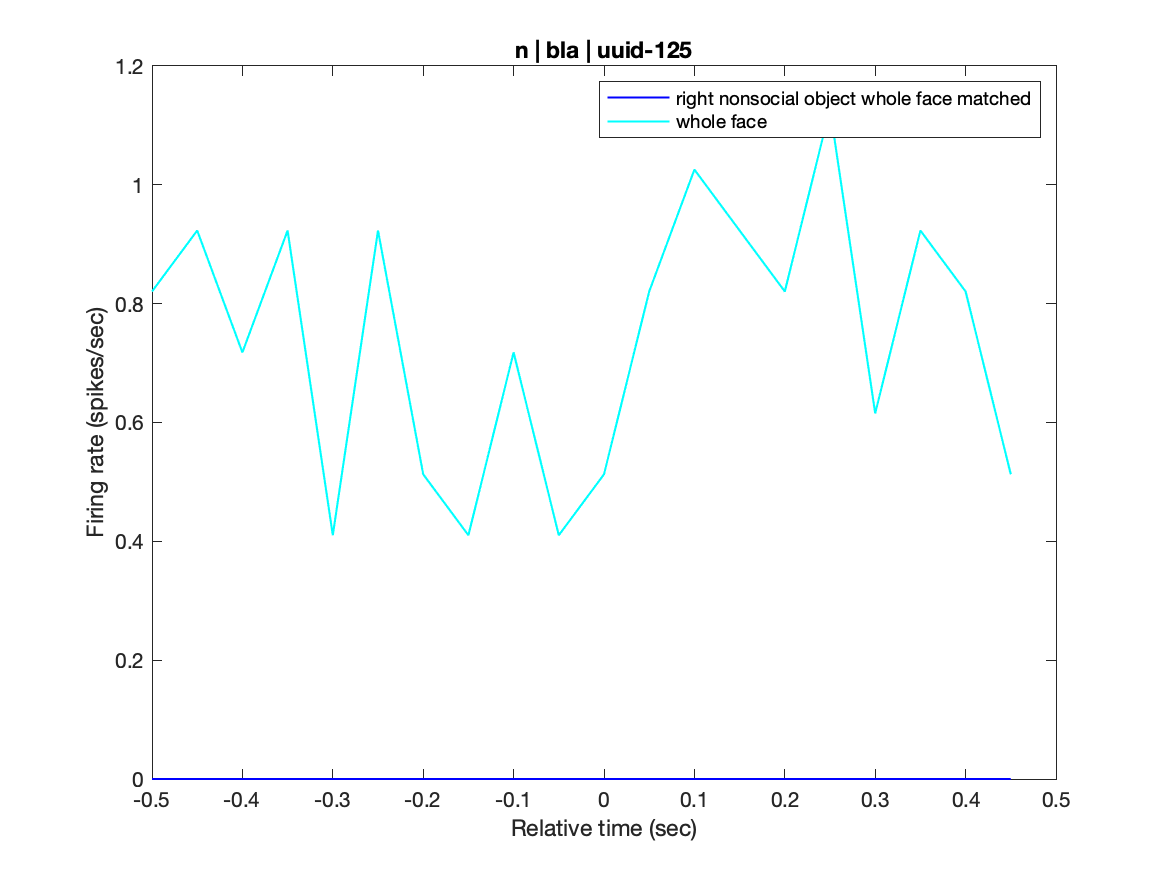 n | bla | uuid-125
right nonsocial object whole face matched
whole face
1.2
1
0.8
0.6
0.4
0.2
0
Firing rate (spikes/sec)
-0.5 -0.4 -0.3 -0.2 -0.1 0 0.1 0.2 0.3 0.4 0.5
Relative time (sec)